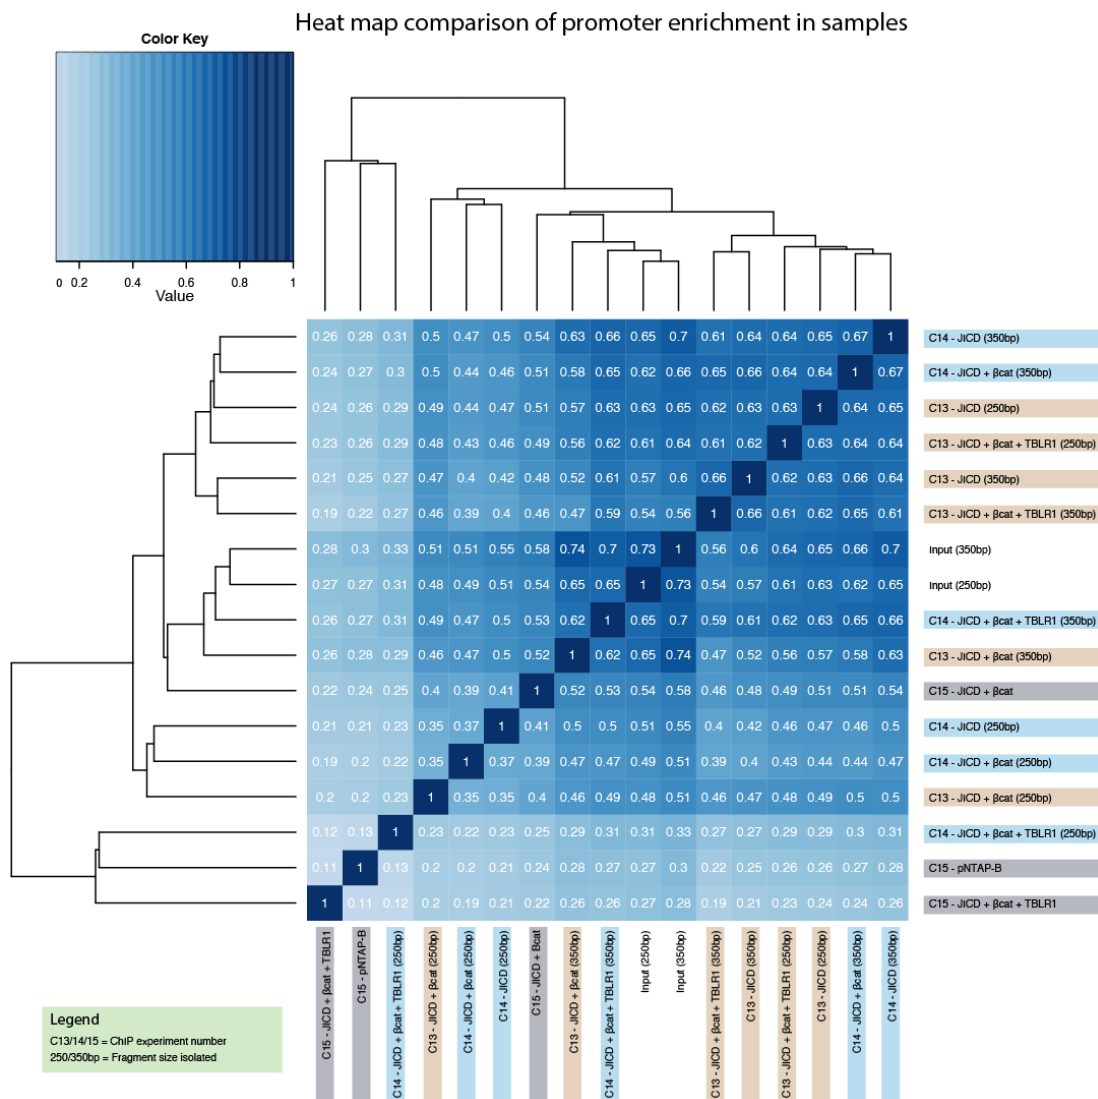 Heat map comparison of promoter enrichment in samples
Color Key
0 0.2 0.4 0.6 0.8 1
Value
0.26 0.28 0.31 0.5 0.47 0.5 0.54 0.63 0.66 0.65 0.7 0.61 0.64 0.64 0.65 0.67 1 C14 - JICD (350bp)
0.24 0.27 0.3 0.5 0.44 0.46 0.51 0.58 0.65 0.62 0.66 0.65 0.66 0.64 0.64 1 0.67 C14 - JICD + βcat (350bp)
0.24 0.26 0.29 0.49 0.44 0.47 0.51 0.57 0.63 0.63 0.65 0.62 0.63 0.63 1 0.64 0.65 C13 - JICD (250bp)
0.23 0.26 0.29 0.48 0.43 0.46 0.49 0.56 0.62 0.61 0.64 0.61 0.62 1 0.63 0.64 0.64 C13 - JICD + βcat + TBLR1 (250bp)
0.21 0.25 0.27 0.47 0.4 0.42 0.48 0.52 0.61 0.57 0.6 0.66 1 0.62 0.63 0.66 0.64 C13 - JICD (350bp)
0.19 0.22 0.27 0.46 0.39 0.4 0.46 0.47 0.59 0.54 0.56 1 0.66 0.61 0.62 0.65 0.61 C13 - JICD + βcat + TBLR1 (350bp)
0.28 0.3 0.33 0.51 0.51 0.55 0.58 0.74 0.7 0.73 1 0.56 0.6 0.64 0.65 0.66 0.7 Input (350bp)
0.27 0.27 0.31 0.48 0.49 0.51 0.54 0.65 0.65 1 0.73 0.54 0.57 0.61 0.63 0.62 0.65 Input (250bp)
0.26 0.27 0.31 0.49 0.47 0.5 0.53 0.62 1 0.65 0.7 0.59 0.61 0.62 0.63 0.65 0.66 C14 - JICD + βcat + TBLR1 (350bp)
0.26 0.28 0.29 0.46 0.47 0.5 0.52 1 0.62 0.65 0.74 0.47 0.52 0.56 0.57 0.58 0.63 C13 - JICD + βcat (350bp)
0.22 0.24 0.25 0.4 0.39 0.41 1 0.52 0.53 0.54 0.58 0.46 0.48 0.49 0.51 0.51 0.54 C15 - JICD + βcat
0.21 0.21 0.23 0.35 0.37 1 0.41 0.5 0.5 0.51 0.55 0.4 0.42 0.46 0.47 0.46 0.5 C14 - JICD (250bp)
0.19 0.2 0.22 0.35 1 0.37 0.39 0.47 0.47 0.49 0.51 0.39 0.4 0.43 0.44 0.44 0.47 C14 - JICD + βcat (250bp)
0.2 0.2 0.23 1 0.35 0.35 0.4 0.46 0.49 0.48 0.51 0.46 0.47 0.48 0.49 0.5 0.5 C13 - JICD + βcat (250bp)
0.12 0.13 1 0.23 0.22 0.23 0.25 0.29 0.31 0.31 0.33 0.27 0.27 0.29 0.29 0.3 0.31 C14 - JICD + βcat + TBLR1 (250bp)
0.11 1 0.13 0.2 0.2 0.21 0.24 0.28 0.27 0.27 0.3 0.22 0.25 0.26 0.26 0.27 0.28 C15 - pNTAP-B
1 0.11 0.12 0.2 0.19 0.21 0.22 0.26 0.26 0.27 0.28 0.19 0.21 0.23 0.24 0.24 0.26 C15 - JICD + βcat + TBLR1
C15 - JICD + βcat + TBLR1
C15 - pNTAP-B
C14 - JICD + βcat + TBLR1 (250bp)
C13 - JICD + βcat (250bp)
C14 - JICD + βcat (250bp)
C14 - JICD (250bp)
C15 - JICD + Bcat
C13 - JICD + βcat (350bp)
C14 - JICD + βcat + TBLR1 (350bp)
Input (250bp)
Input (350bp)
C13 - JICD + βcat + TBLR1 (350bp)
C13 - JICD (350bp)
C13 - JICD + βcat + TBLR1 (250bp)
C13 - JICD (250bp)
C14 - JICD + βcat (350bp)
C14 - JICD (350bp)
Legend
C13/14/15 = ChIP experiment number
250/350bp = Fragment size isolated